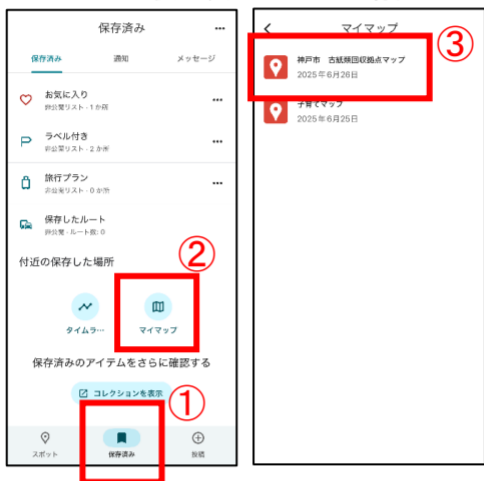 保存済み
保存済み 通知 メッセージ
お気に入り
非公開リスト・1 か所
ラベル付き
非公開リスト・2 か所
旅行プラン
非公開リスト・0 か所
保存したルート
非公開・ルート数: 0
付近の保存した場所
②
タイムラ… マイマップ
保存済みのアイテムをさらに確認する
コレクションを表示
①
スポット 保存済み 投稿
マイマップ
③
神戸市 古紙類回収拠点マップ
2025年6月26日
子育てマップ
2025年6月25日